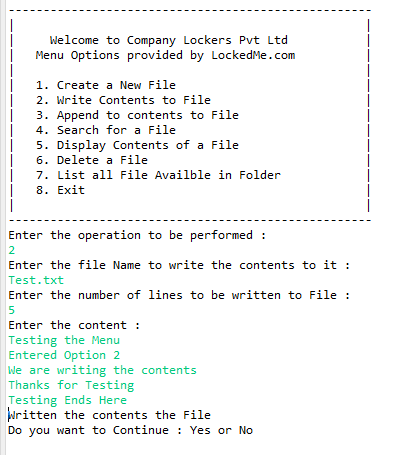 -----------------------------------------------------
Welcome to Company Lockers Pvt Ltd
Menu Options provided by LockedMe.com
1. Create a New File
2. Write Contents to File
3. Append to contents to File
4. Search for a File
5. Display Contents of a File
6. Delete a File
7. List all File Availble in Folder
8. Exit
-----------------------------------------------------
Enter the operation to be performed :
2
Enter the file Name to write the contents to it :
Test.txt
Enter the number of lines to be written to File :
5
Enter the content :
Testing the Menu
Entered Option 2
We are writing the contents
Thanks for Testing
Testing Ends Here
Written the contents the File
Do you want to Continue : Yes or No